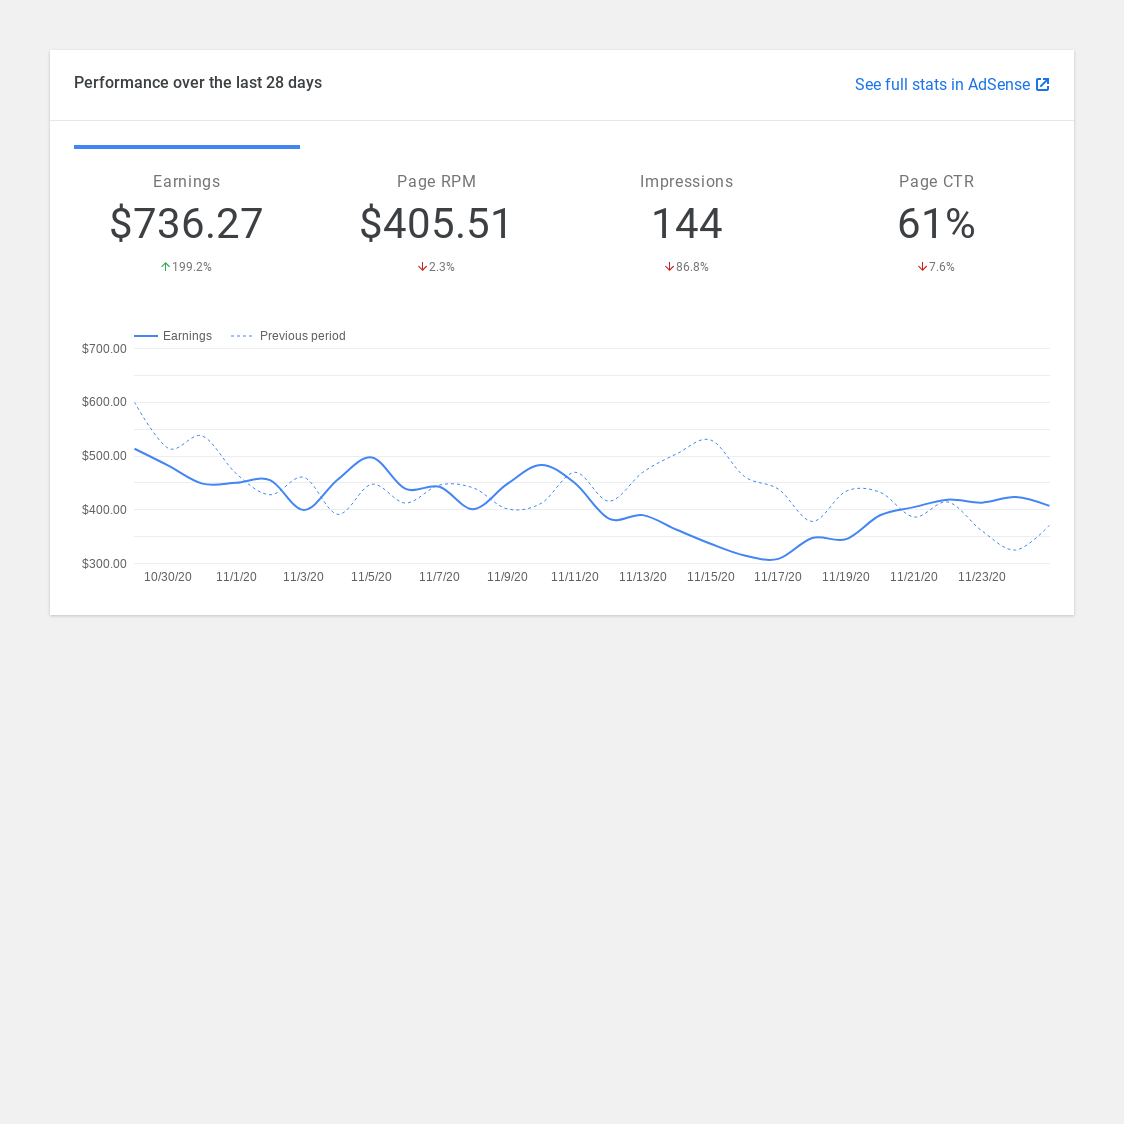 Performance over the last 28 days
See full stats in AdSense
Earnings Page RPM Impressions Page CTR
$736.27 $405.51 144 61%
199.2% 2.3% 86.8% 7.6%
Earnings Previous period
$700.00
$600.00
$500.00
$400.00
$300.00
10/30/20 11/1/20 11/3/20 11/5/20 11/7/20 11/9/20 11/11/20 11/13/20 11/15/20 11/17/20 11/19/20 11/21/20 11/23/20